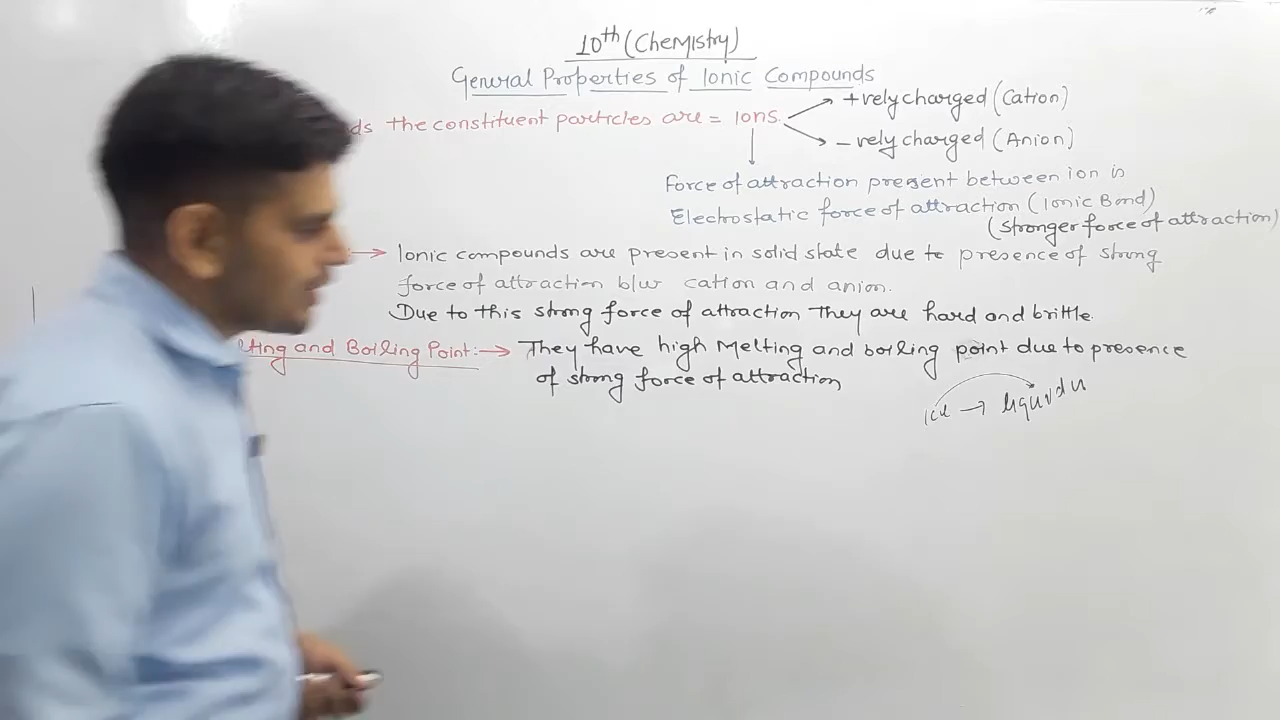 10th (Chemistry)
General Properties of Ionic Compounds
ds the constituent particles are = Ions.
+vely charged (Cation)
-vely charged (Anion)
Force of attraction present between ion is
Electrostatic force of attraction (Ionic Bond)
(Stronger force of attraction)
→ Ionic compounds are present in solid state due to presence of strong
force of attraction b/w cation and anion.
Due to this strong force of attraction They are hard and brittle.
lting and Boiling Point:→ They have high Melting and boiling point due to presence
of strong force of attraction
ice →